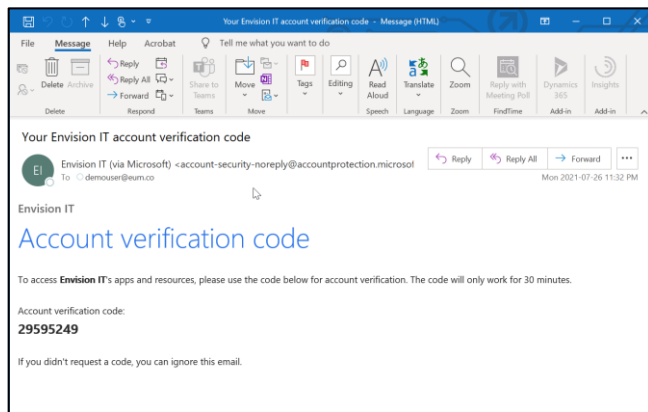 Your Envision IT account verification code - Message (HTML)
File Message Help Acrobat Tell me what you want to do
Delete Archive
Reply
Reply All
Forward
Share to Teams
Move
Tags
Editing
Read Aloud
Translate
Zoom
Reply with Meeting Poll
Dynamics 365
Insights
Delete Respond Teams Move Speech Language Zoom FindTime Add-in Add-in
Your Envision IT account verification code
EI
Envision IT (via Microsoft) <account-security-noreply@accountprotection.microsof
To demouser@eum.co
Reply Reply All Forward
Mon 2021-07-26 11:32 PM
Envision IT
Account verification code
To access Envision IT's apps and resources, please use the code below for account verification. The code will only work for 30 minutes.
Account verification code:
29595249
If you didn't request a code, you can ignore this email.